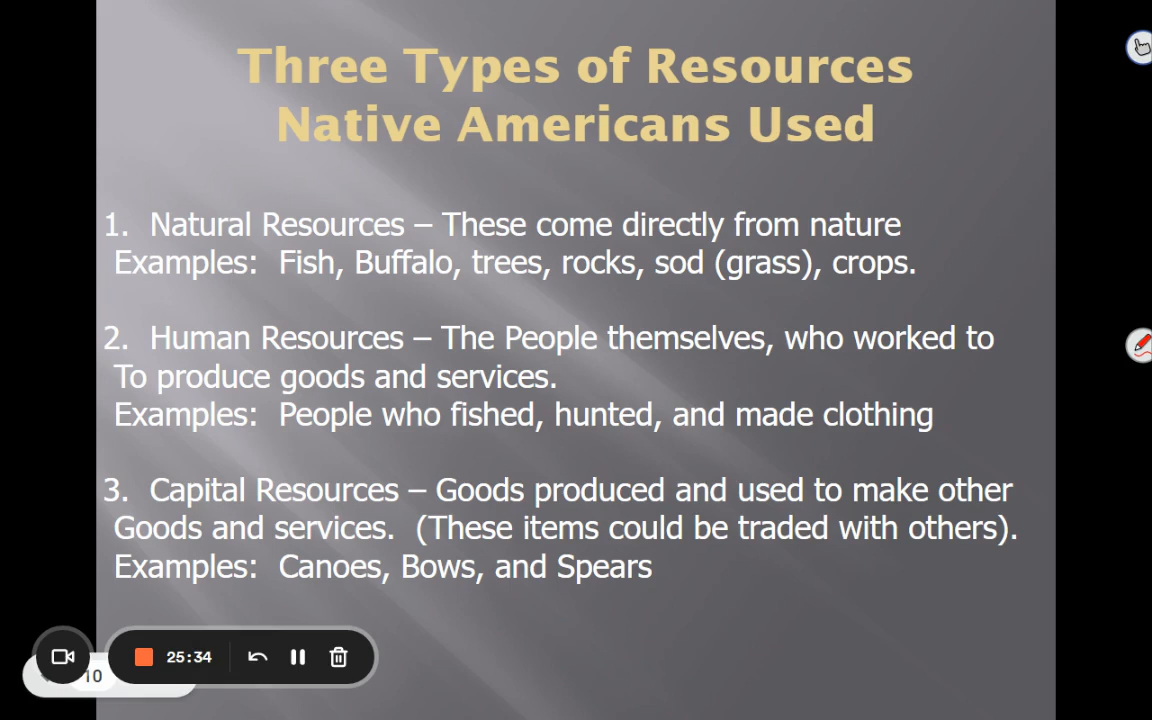 Three Types of Resources
Native Americans Used
1. Natural Resources – These come directly from nature
Examples: Fish, Buffalo, trees, rocks, sod (grass), crops.
2. Human Resources – The People themselves, who worked to
To produce goods and services.
Examples: People who fished, hunted, and made clothing
3. Capital Resources – Goods produced and used to make other
Goods and services. (These items could be traded with others).
Examples: Canoes, Bows, and Spears
25:34
10